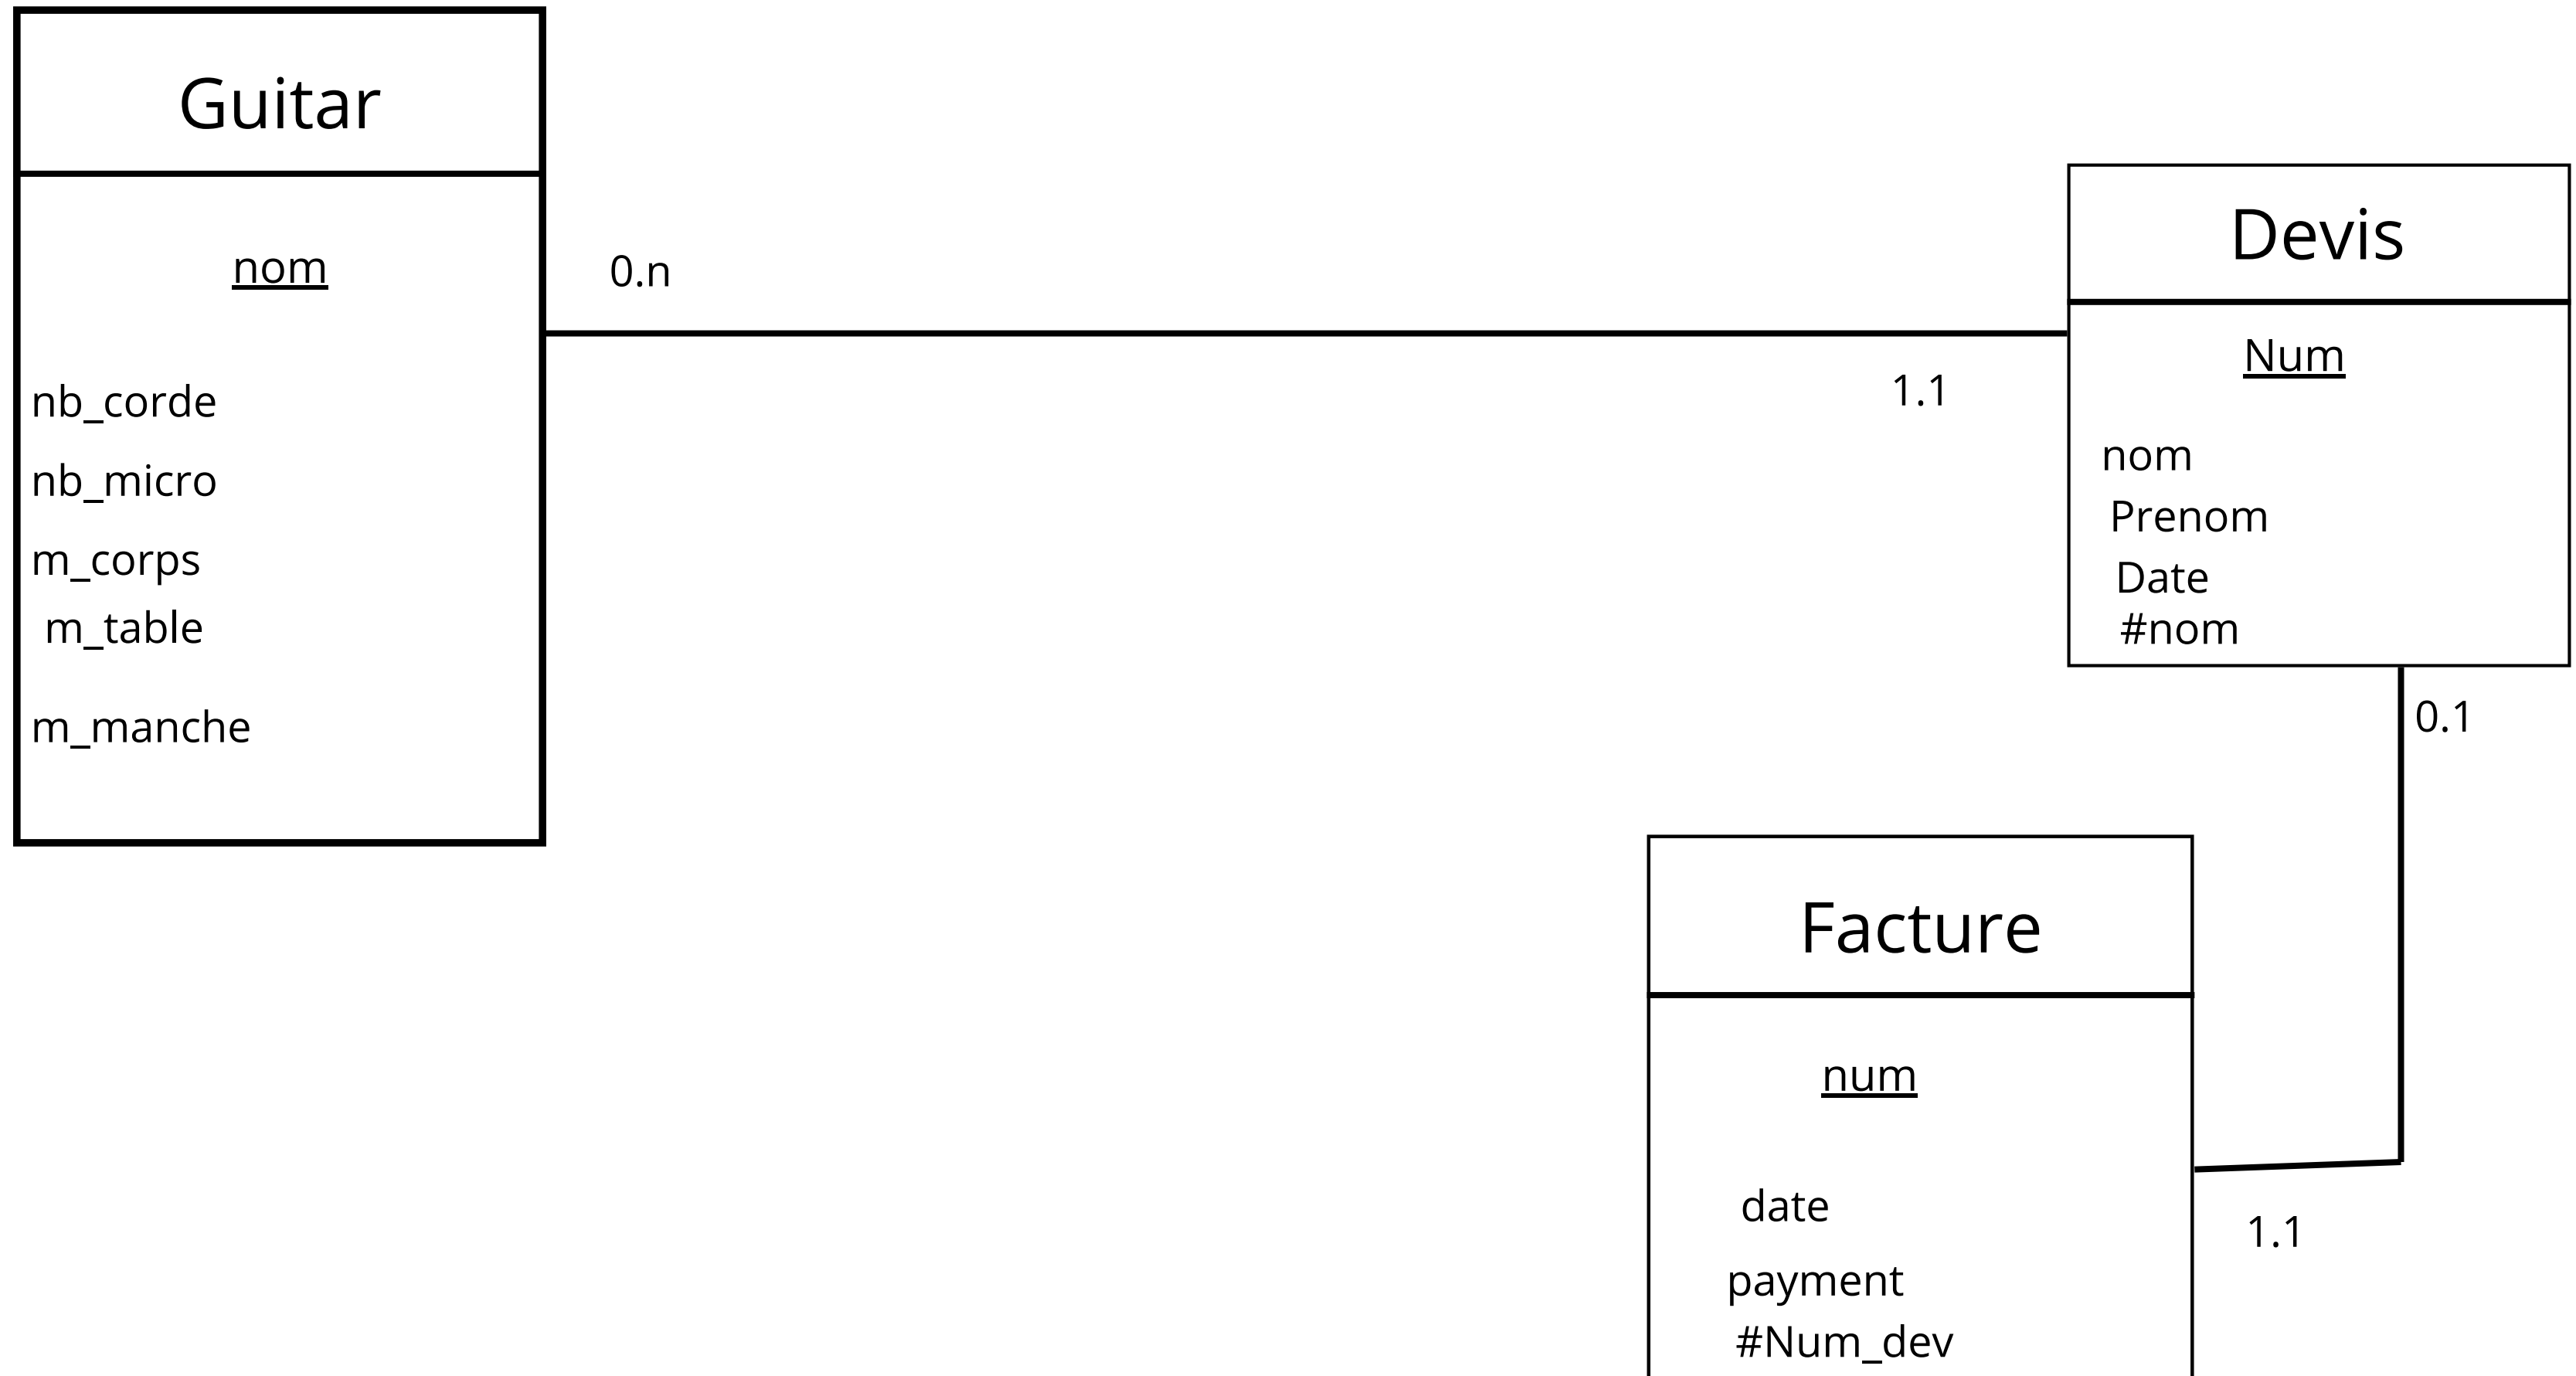 Guitar
nom
nb_corde
nb_micro
m_corps
m_table
m_manche
0.n
1.1
Devis
Num
nom
Prenom
Date
#nom
0.1
Facture
num
date
payment
#Num_dev
1.1